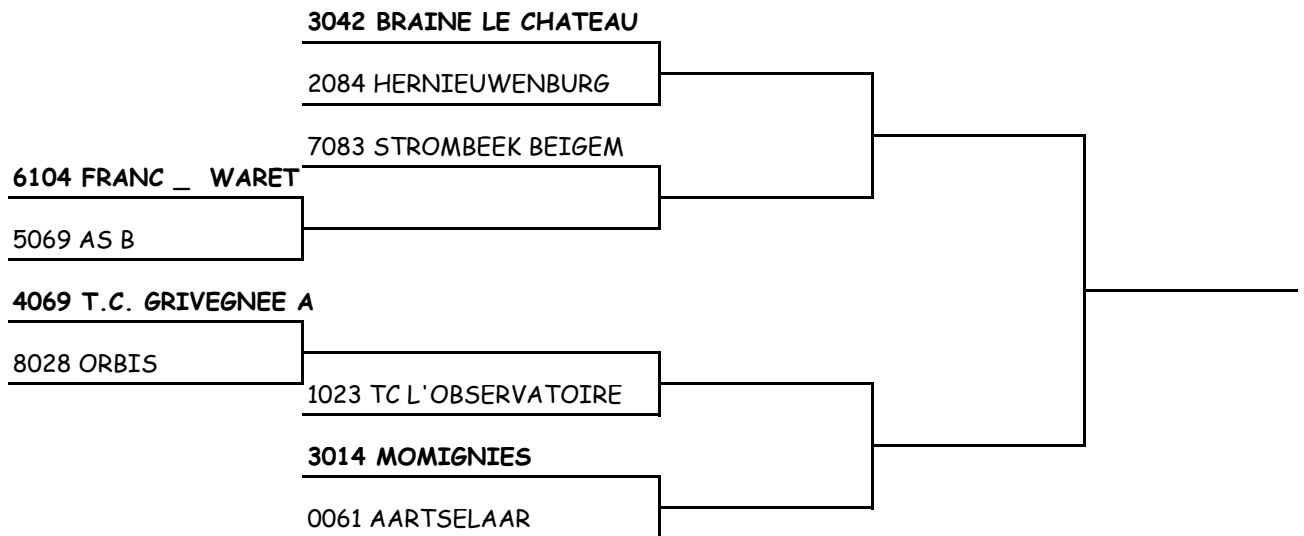 3042 BRAINE LE CHATEAU
2084 HERNIEUWENBURG
7083 STROMBEEK BEIGEM
6104 FRANC _ WARET
5069 AS B
4069 T.C. GRIVEGNEE A
8028 ORBIS
1023 TC L'OBSERVATOIRE
3014 MOMIGNIES
0061 AARTSELAAR